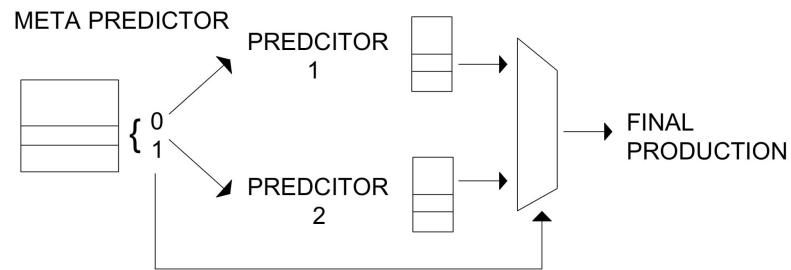 META PREDICTOR
PREDCITOR
1
0
1
{
PREDCITOR
2
FINAL
PRODUCTION